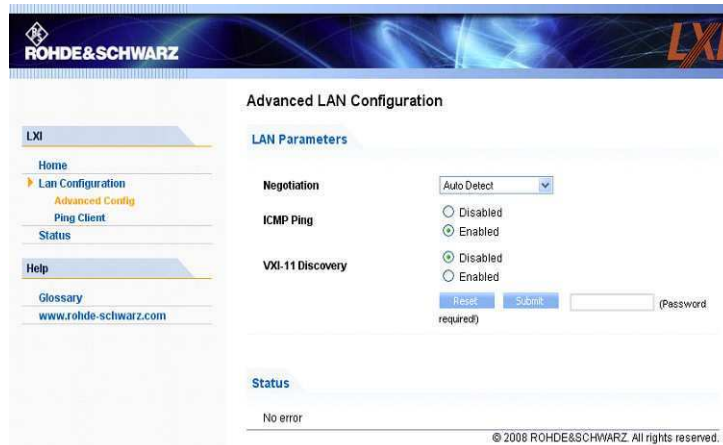 ROHDE&SCHWARZ
LXI
Advanced LAN Configuration
LXI
Home
Lan Configuration
Advanced Config
Ping Client
Status
Help
Glossary
www.rohde-schwarz.com
LAN Parameters
Negotiation
Auto Detect
ICMP Ping
Disabled
Enabled
VXI-11 Discovery
Disabled
Enabled
Reset
Submit
(Password
required!)
Status
No error
© 2008 ROHDE&SCHWARZ. All rights reserved.